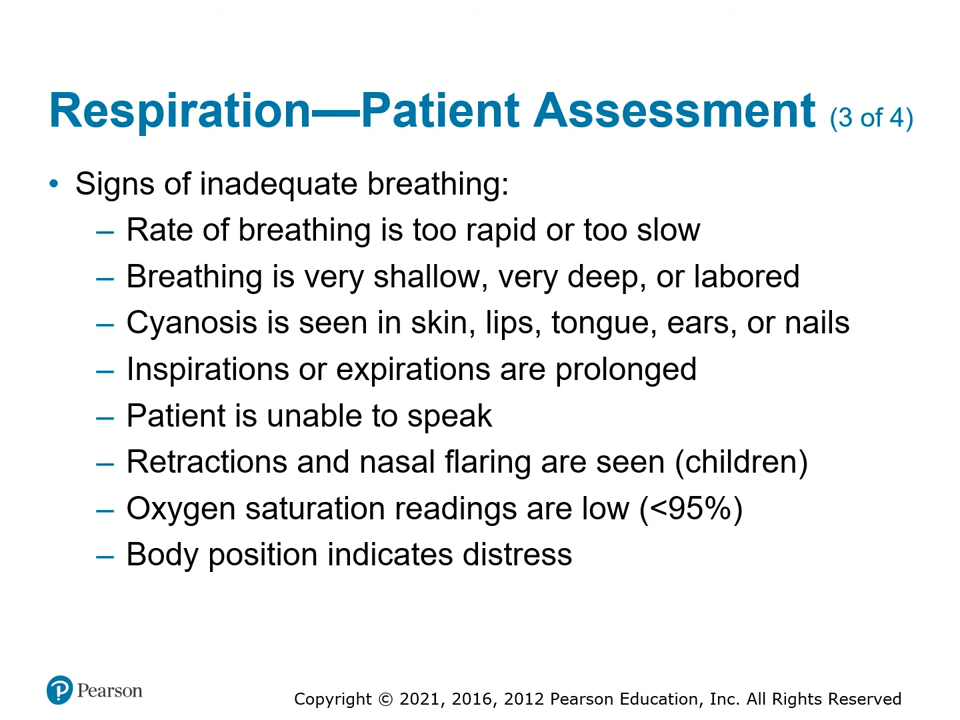 Respiration—Patient Assessment (3 of 4)
• Signs of inadequate breathing:
– Rate of breathing is too rapid or too slow
– Breathing is very shallow, very deep, or labored
– Cyanosis is seen in skin, lips, tongue, ears, or nails
– Inspirations or expirations are prolonged
– Patient is unable to speak
– Retractions and nasal flaring are seen (children)
– Oxygen saturation readings are low (<95%)
– Body position indicates distress
P Pearson
Copyright © 2021, 2016, 2012 Pearson Education, Inc. All Rights Reserved